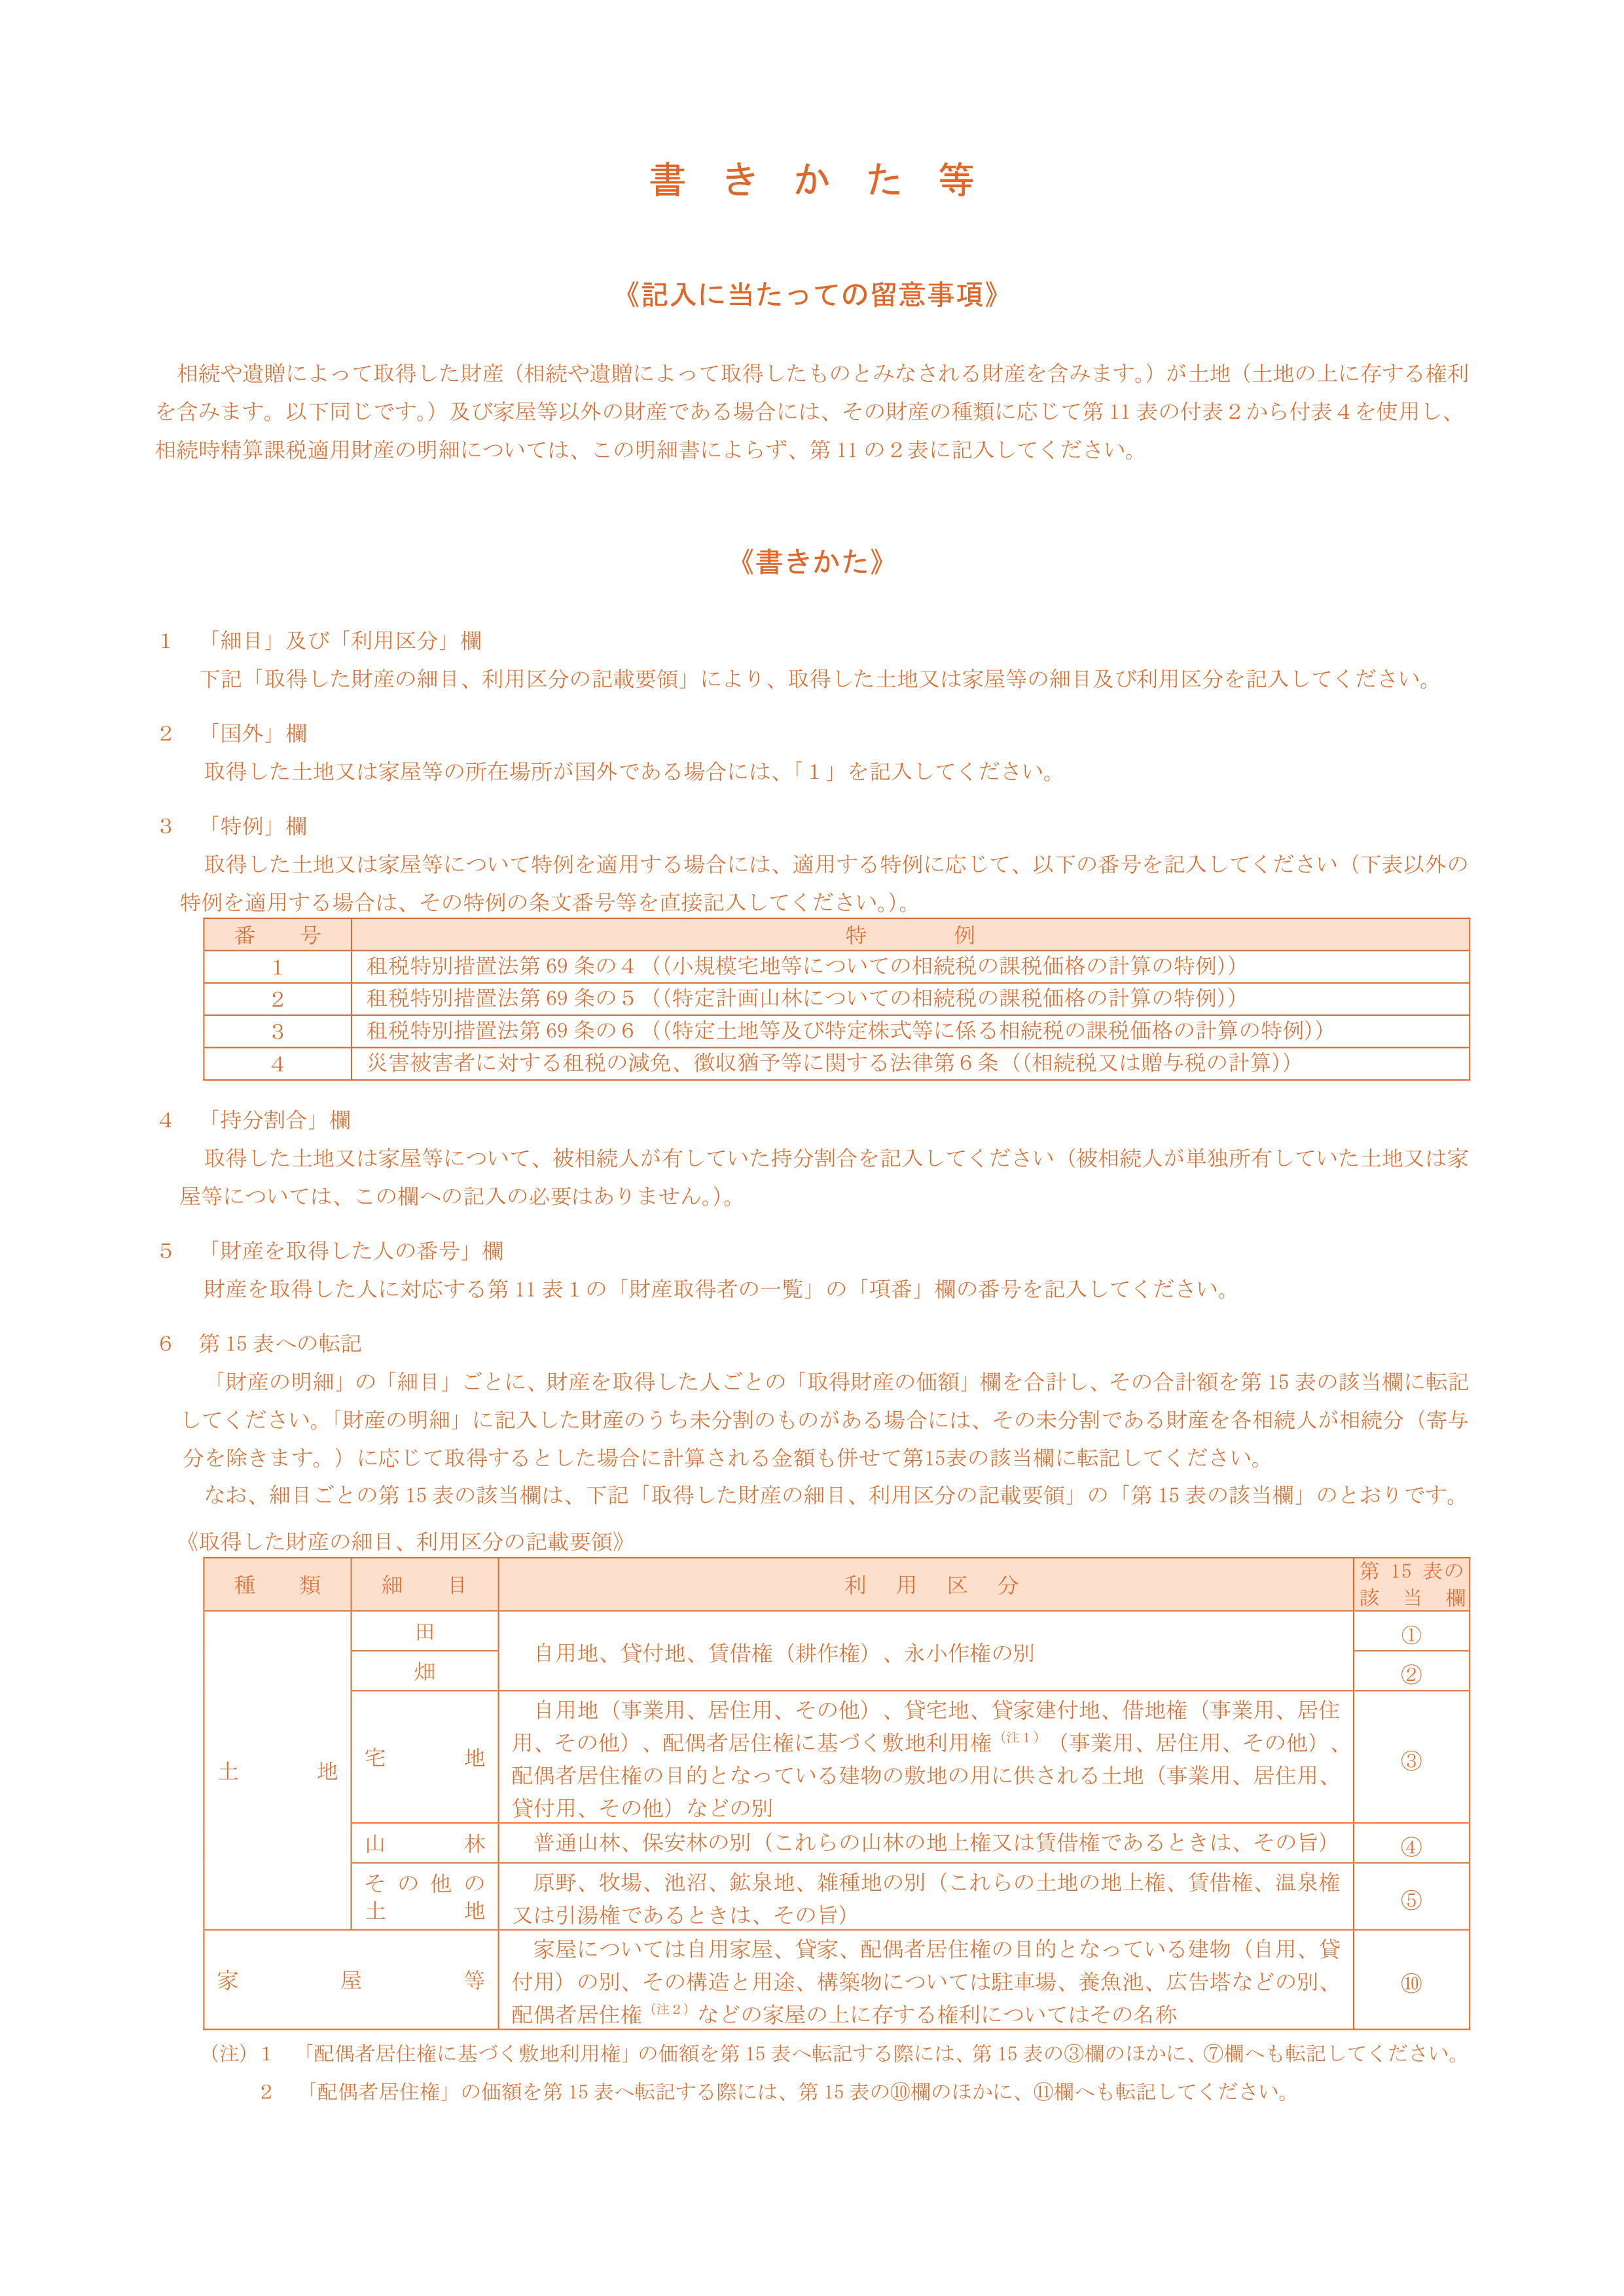 書きかた等
《記入に当たっての留意事項》
相続や遺贈によって取得した財産（相続や遺贈によって取得したものとみなされる財産を含みます。）が土地（土地の上に存する権利
を含みます。以下同じです。）及び家屋等以外の財産である場合には、その財産の種類に応じて第11表の付表２から付表４を使用し、
相続時精算課税適用財産の明細については、この明細書によらず、第11の２表に記入してください。
《書きかた》
1　「細目」及び「利用区分」欄
下記「取得した財産の細目、利用区分の記載要領」により、取得した土地又は家屋等の細目及び利用区分を記入してください。
2　「国外」欄
取得した土地又は家屋等の所在場所が国外である場合には、「１」を記入してください。
3　「特例」欄
取得した土地又は家屋等について特例を適用する場合には、適用する特例に応じて、以下の番号を記入してください（下表以外の
特例を適用する場合は、その特例の条文番号等を直接記入してください。）。
番　号　特　例
1　租税特別措置法第69条の４（（小規模宅地等についての相続税の課税価格の計算の特例））
2　租税特別措置法第69条の５（（特定計画山林についての相続税の課税価格の計算の特例））
3　租税特別措置法第69条の６（（特定土地等及び特定株式等に係る相続税の課税価格の計算の特例））
4　災害被害者に対する租税の減免、徴収猶予等に関する法律第６条（（相続税又は贈与税の計算））
4　「持分割合」欄
取得した土地又は家屋等について、被相続人が有していた持分割合を記入してください（被相続人が単独所有していた土地又は家
屋等については、この欄への記入の必要はありません。）。
5　「財産を取得した人の番号」欄
財産を取得した人に対応する第11表１の「財産取得者の一覧」の「項番」欄の番号を記入してください。
6　第15表への転記
「財産の明細」の「細目」ごとに、財産を取得した人ごとの「取得財産の価額」欄を合計し、その合計額を第15表の該当欄に転記
してください。「財産の明細」に記入した財産のうち未分割のものがある場合には、その未分割である財産を各相続人が相続分（寄与
分を除きます。）に応じて取得するとした場合に計算される金額も併せて第15表の該当欄に転記してください。
なお、細目ごとの第15表の該当欄は、下記「取得した財産の細目、利用区分の記載要領」の「第15表の該当欄」のとおりです。
《取得した財産の細目、利用区分の記載要領》
種　類　細　目　利　用　区　分　第15表の
該当欄
土　地
田
自用地、貸付地、賃借権（耕作権）、永小作権の別
①
畑
②
宅　地
自用地（事業用、居住用、その他）、貸宅地、貸家建付地、借地権（事業用、居住
用、その他）、配偶者居住権に基づく敷地利用権（注１）（事業用、居住用、その他）、
配偶者居住権の目的となっている建物の敷地の用に供される土地（事業用、居住用、
貸付用、その他）などの別
③
山　林　普通山林、保安林の別（これらの山林の地上権又は賃借権であるときは、その旨）　④
その他の
土　地
原野、牧場、池沼、鉱泉地、雑種地の別（これらの土地の地上権、賃借権、温泉権
又は引湯権であるときは、その旨）
⑤
家　屋　等
家屋については自用家屋、貸家、配偶者居住権の目的となっている建物（自用、貸
付用）の別、その構造と用途、構築物については駐車場、養魚池、広告塔などの別、
配偶者居住権（注２）などの家屋の上に存する権利についてはその名称
⑩
（注）1　「配偶者居住権に基づく敷地利用権」の価額を第15表へ転記する際には、第15表の③欄のほかに、⑦欄へも転記してください。
2　「配偶者居住権」の価額を第15表へ転記する際には、第15表の⑩欄のほかに、⑪欄へも転記してください。